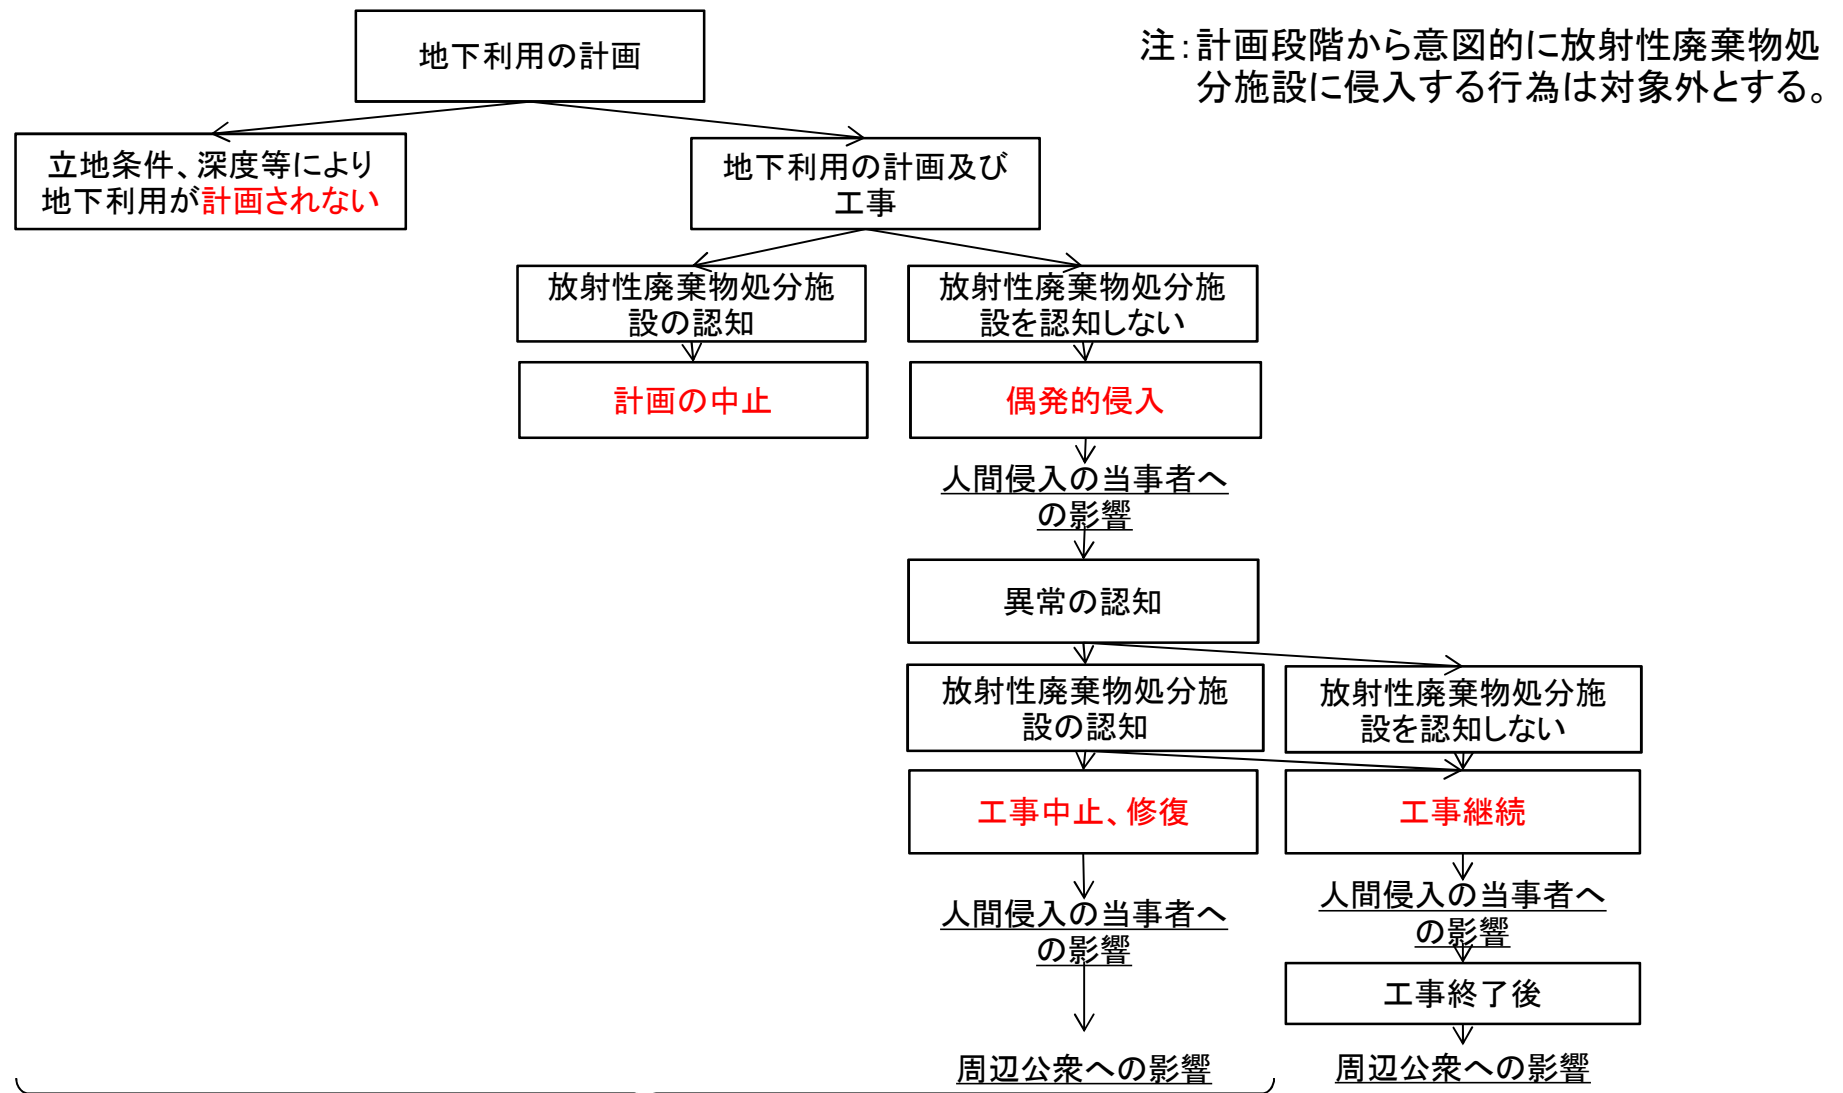 地下利用の計画
注：計画段階から意図的に放射性廃棄物処
分施設に侵入する行為は対象外とする。
立地条件、深度等により
地下利用が計画されない
地下利用の計画及び
工事
放射性廃棄物処分施
設の認知
放射性廃棄物処分施
設を認知しない
計画の中止
偶発的侵入
人間侵入の当事者へ
の影響
異常の認知
放射性廃棄物処分施
設の認知
放射性廃棄物処分施
設を認知しない
工事中止、修復
工事継続
人間侵入の当事者へ
の影響
人間侵入の当事者へ
の影響
工事終了後
周辺公衆への影響
周辺公衆への影響